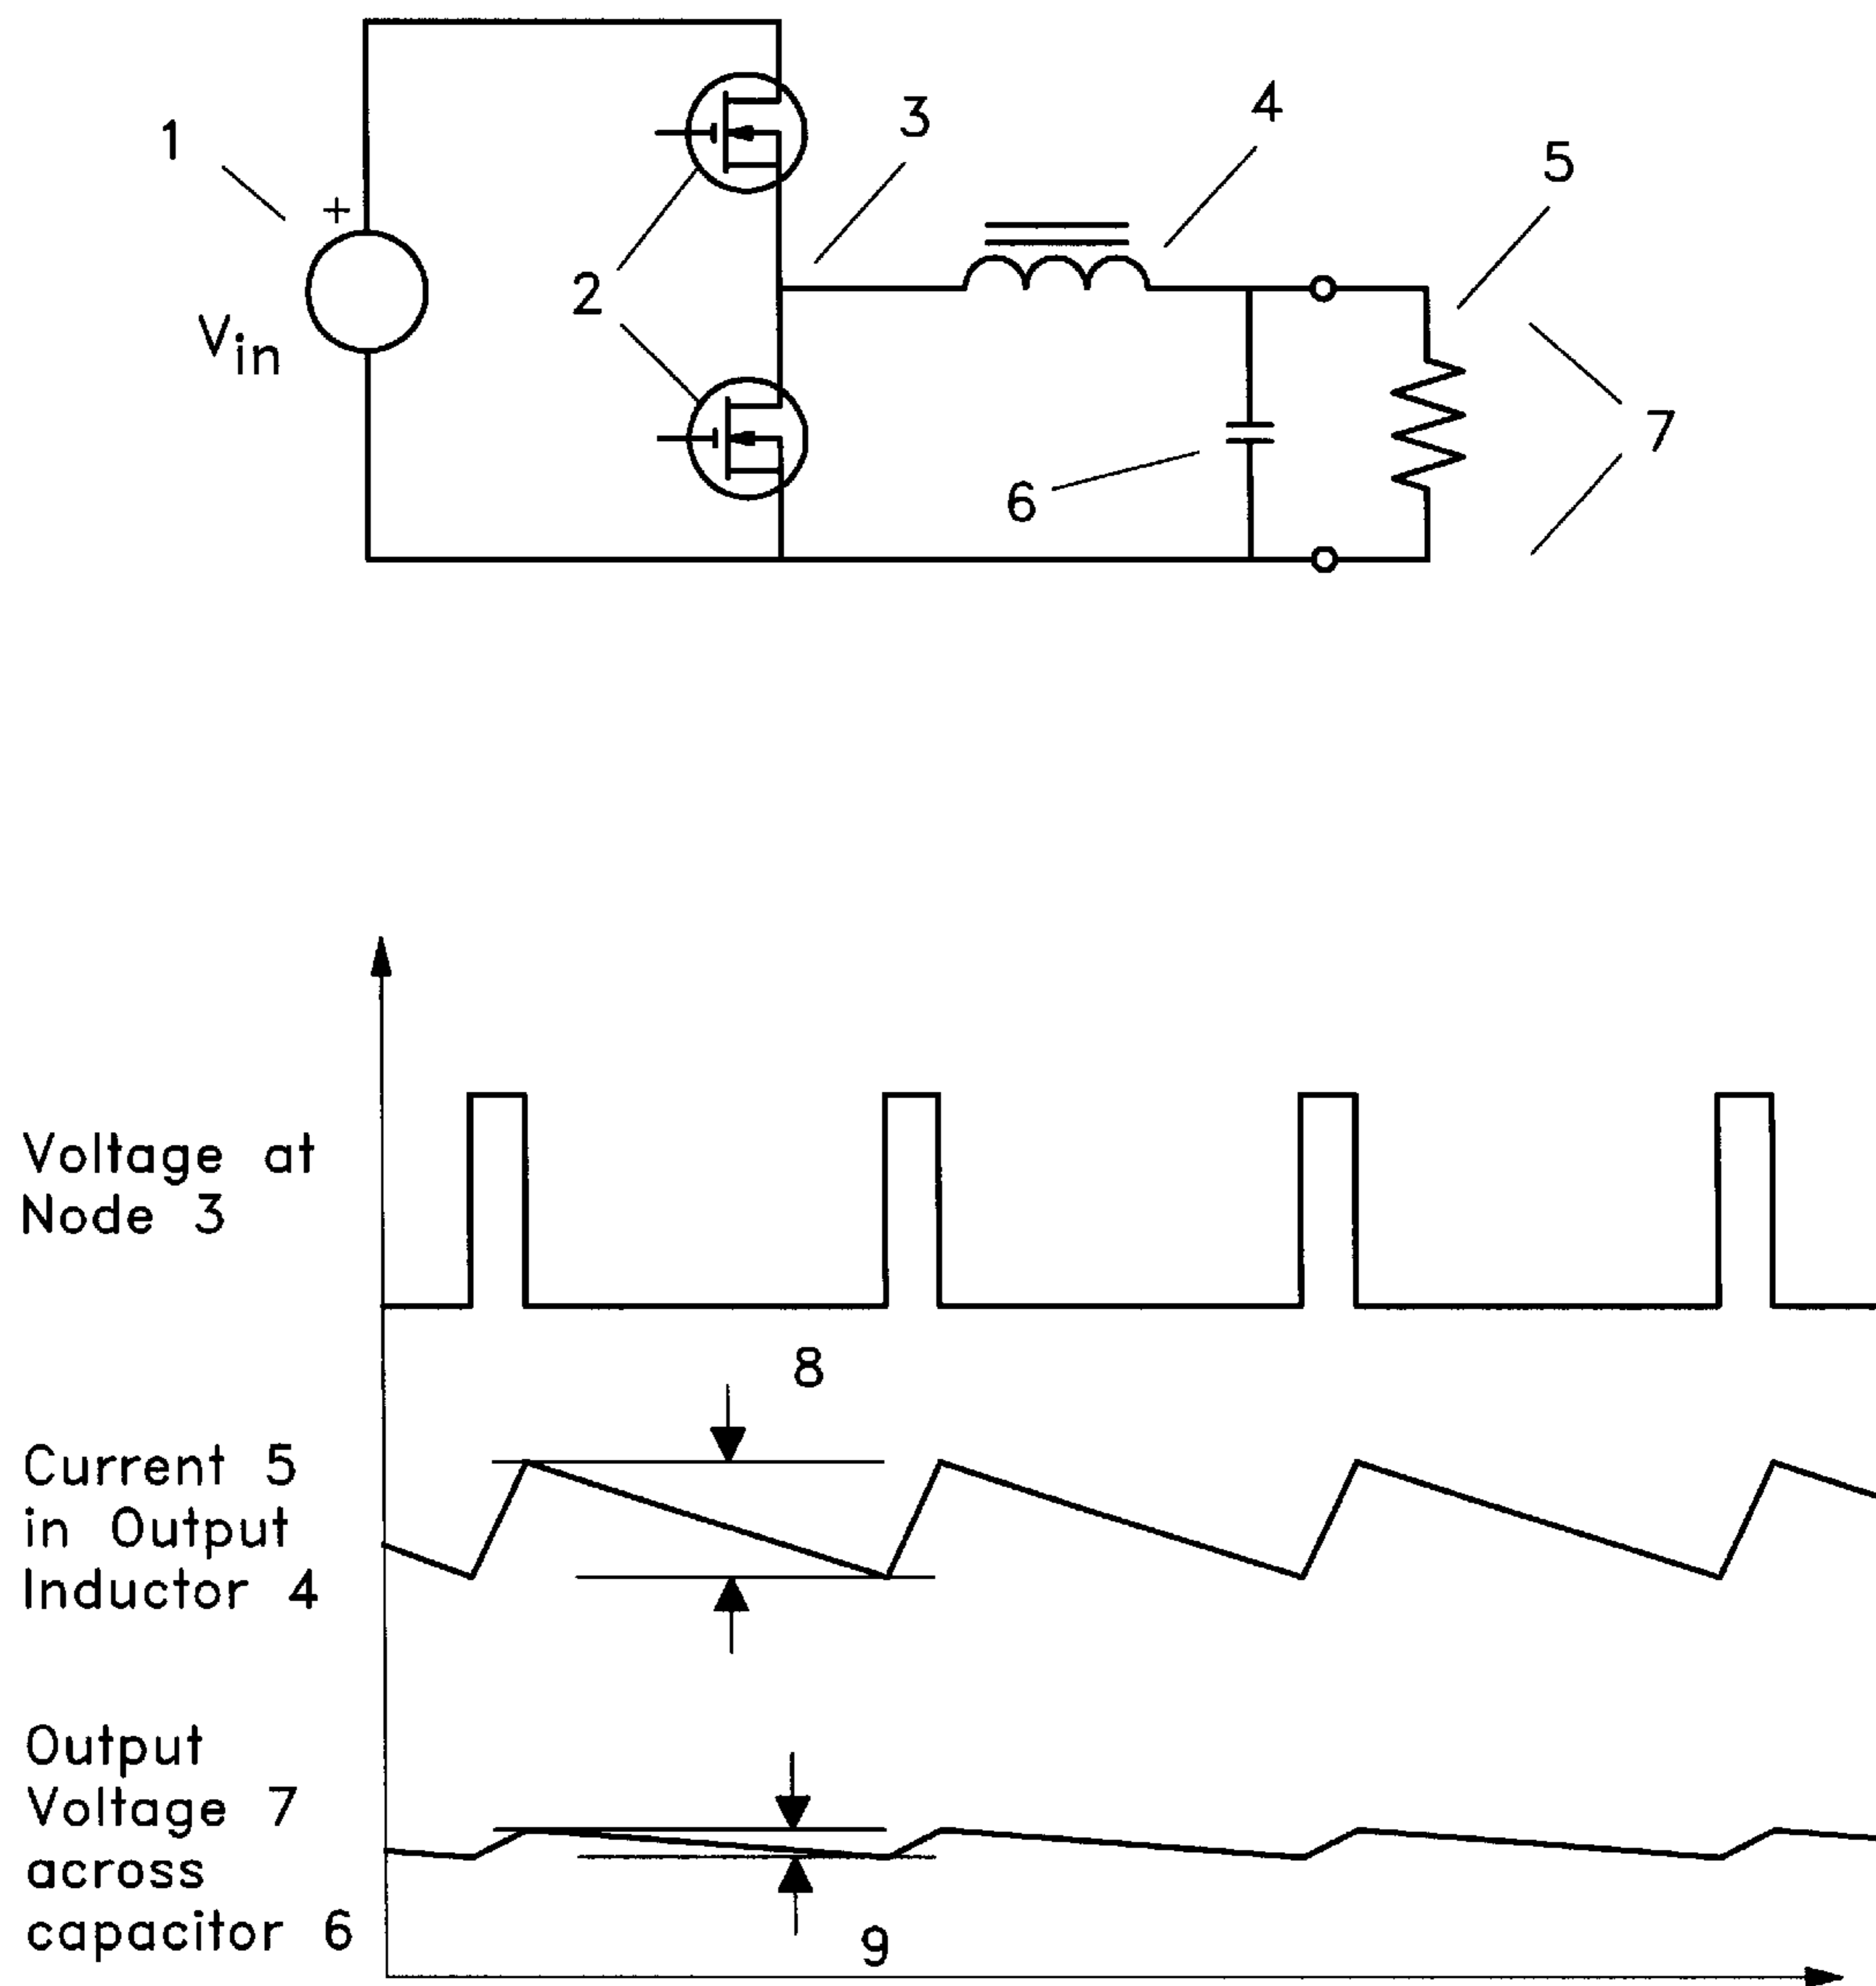 1
+
Vin
2
3
4
5
6
7
Voltage at
Node 3
8
Current 5
in Output
Inductor 4
Output
Voltage 7
across
capacitor 6
9